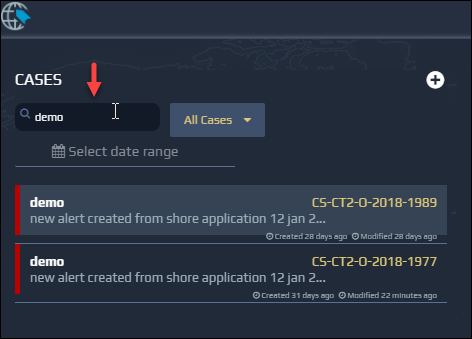 CASES
demo
All Cases
Select date range
demo CS-CT2-O-2018-1989
new alert created from shore application 12 jan 2...
Created 28 days ago Modified 28 days ago
demo CS-CT2-O-2018-1977
new alert created from shore application 12 jan 2...
Created 31 days ago Modified 22 minutes ago